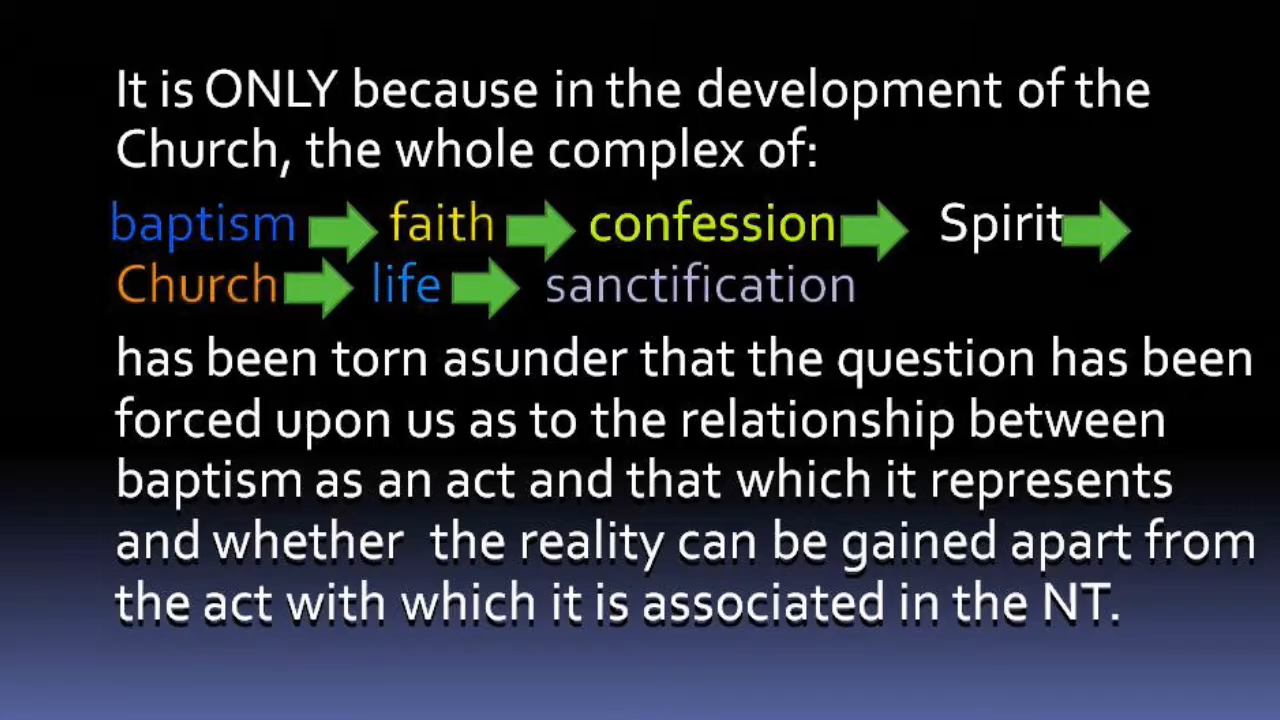 It is ONLY because in the development of the
Church, the whole complex of:
baptism faith confession Spirit
Church life sanctification
has been torn asunder that the question has been
forced upon us as to the relationship between
baptism as an act and that which it represents
and whether the reality can be gained apart from
the act with which it is associated in the NT.